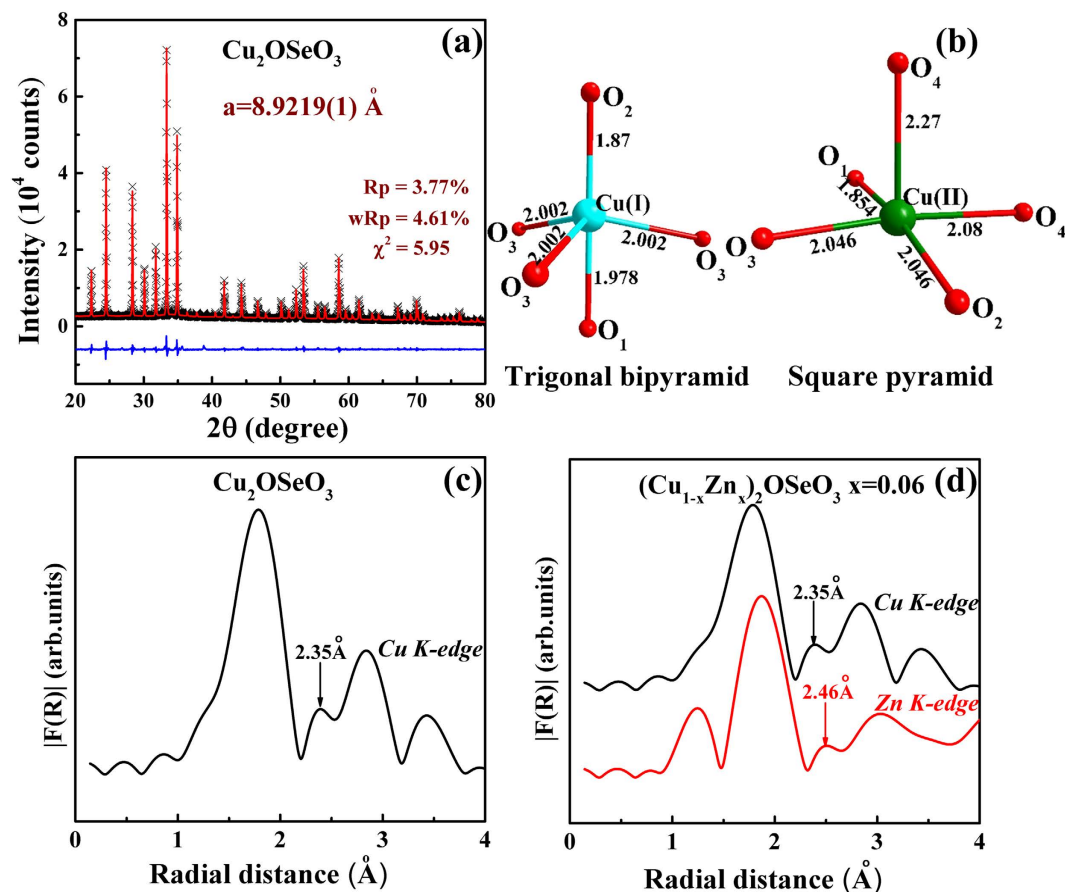 (a)
Cu₂OSeO₃
a=8.9219(1) Å
Rp = 3.77%
wRp = 4.61%
χ² = 5.95
8
6
4
2
0
Intensity (10⁴ counts)
20 30 40 50 60 70 80
2θ (degree)
(b)
O₂
1.87
Cu(I)
2.002
O₃
2.002
O₃
2.002
O₃
1.978
O₁
Trigonal bipyramid
O₄
2.27
O₁
1.854
Cu(II)
2.08
O₄
O₃
2.046
2.046
O₂
Square pyramid
(c)
Cu₂OSeO₃
2.35Å
Cu K-edge
|F(R)| (arb.units)
0 1 2 3 4
Radial distance (Å)
(d)
(Cu₁₋ₓZnₓ)₂OSeO₃ x=0.06
2.35Å
Cu K-edge
2.46Å
Zn K-edge
|F(R)| (arb.units)
0 1 2 3 4
Radial distance (Å)